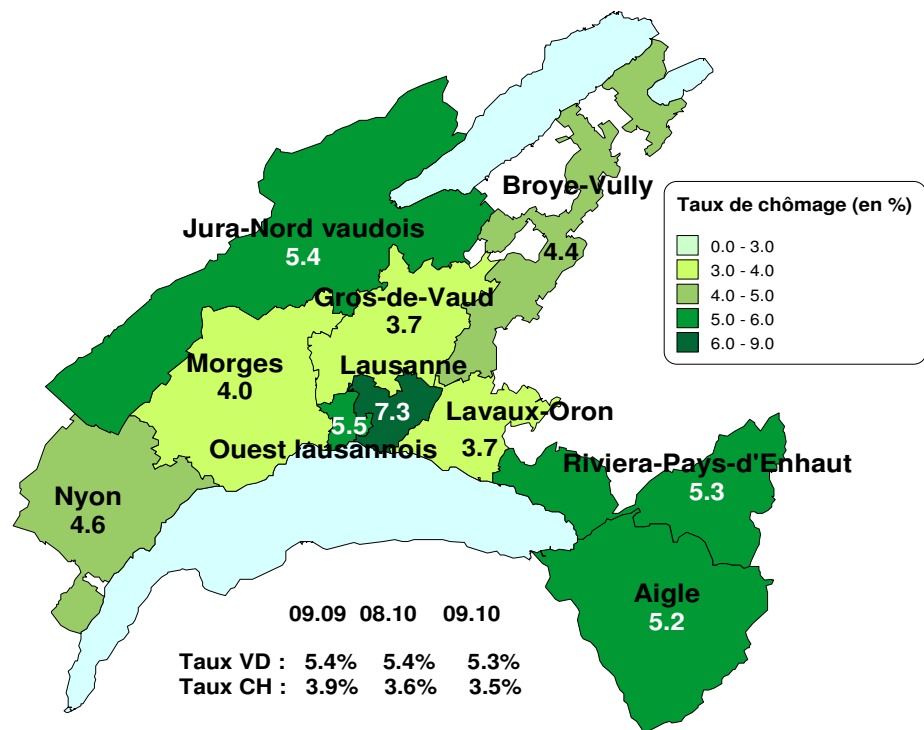 Broye-Vully
4.4
Taux de chômage (en %)
0.0 - 3.0
3.0 - 4.0
4.0 - 5.0
5.0 - 6.0
6.0 - 9.0
Jura-Nord vaudois
5.4
Gros-de-Vaud
3.7
Morges
4.0
Lausanne
7.3
5.5
Ouest lausannois
Lavaux-Oron
3.7
Riviera-Pays-d'Enhaut
5.3
Nyon
4.6
Aigle
5.2
09.09 08.10 09.10
Taux VD : 5.4% 5.4% 5.3%
Taux CH : 3.9% 3.6% 3.5%